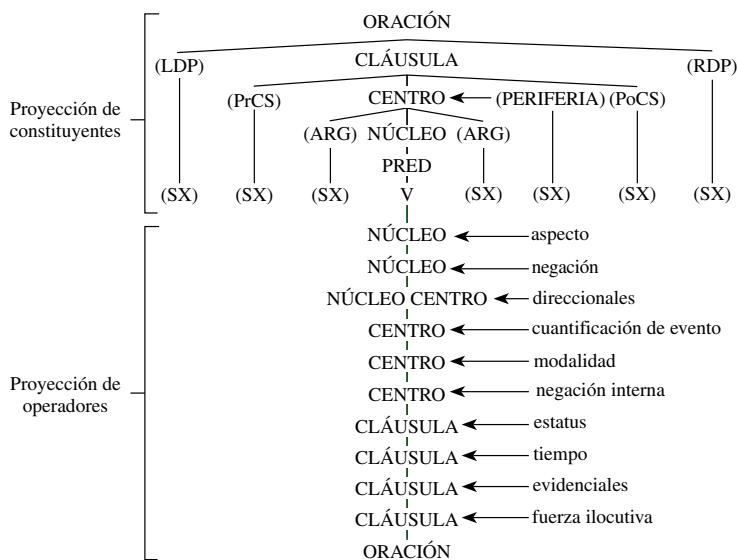 ORACIÓN
(LDP) CLÁUSULA (RDP)
(PrCS) CENTRO (PERIFERIA) (PoCS)
Proyección de
constituyentes
(ARG) NÚCLEO (ARG)
PRED
(SX) (SX) (SX) V (SX) (SX) (SX) (SX)
NÚCLEO aspecto
NÚCLEO negación
NÚCLEO CENTRO direccionales
CENTRO cuantificación de evento
CENTRO modalidad
Proyección de
operadores
CENTRO negación interna
CLÁUSULA estatus
CLÁUSULA tiempo
CLÁUSULA evidenciales
CLÁUSULA fuerza ilocutiva
ORACIÓN